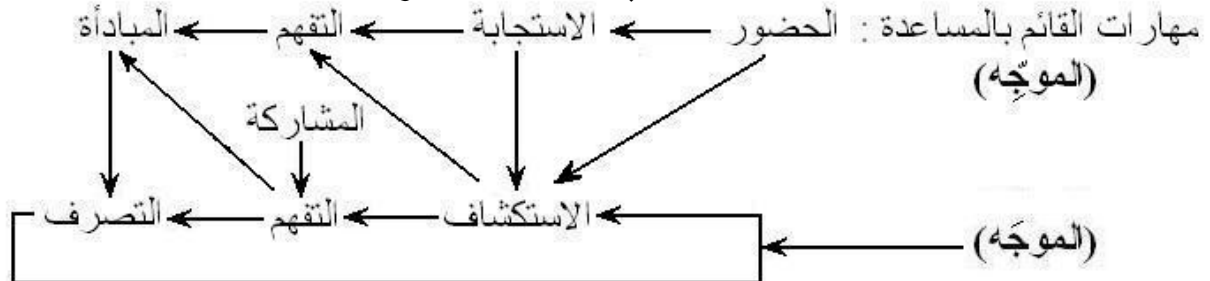 مهارات القائم بالمساعدة : الحضور الاستجابة التفهم المبادأة
(الموجِّه)
المشاركة
الاستكشاف التفهم التصرف
(الموجَه)